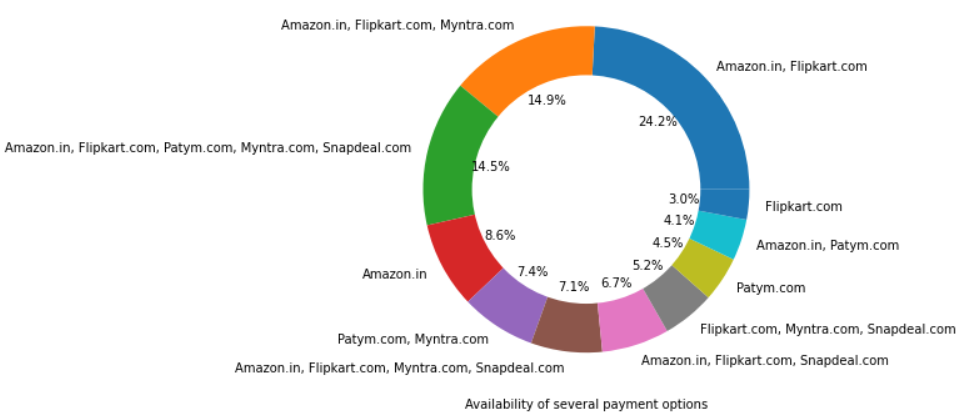 Amazon.in, Flipkart.com, Myntra.com
Amazon.in, Flipkart.com
14.9%
24.2%
Amazon.in, Flipkart.com, Patym.com, Myntra.com, Snapdeal.com
14.5%
3.0%
Flipkart.com
4.1%
8.6%
4.5%
Amazon.in, Patym.com
5.2%
Amazon.in
7.4%
7.1%
6.7%
Patym.com
Flipkart.com, Myntra.com, Snapdeal.com
Patym.com, Myntra.com
Amazon.in, Flipkart.com, Snapdeal.com
Amazon.in, Flipkart.com, Myntra.com, Snapdeal.com
Availability of several payment options